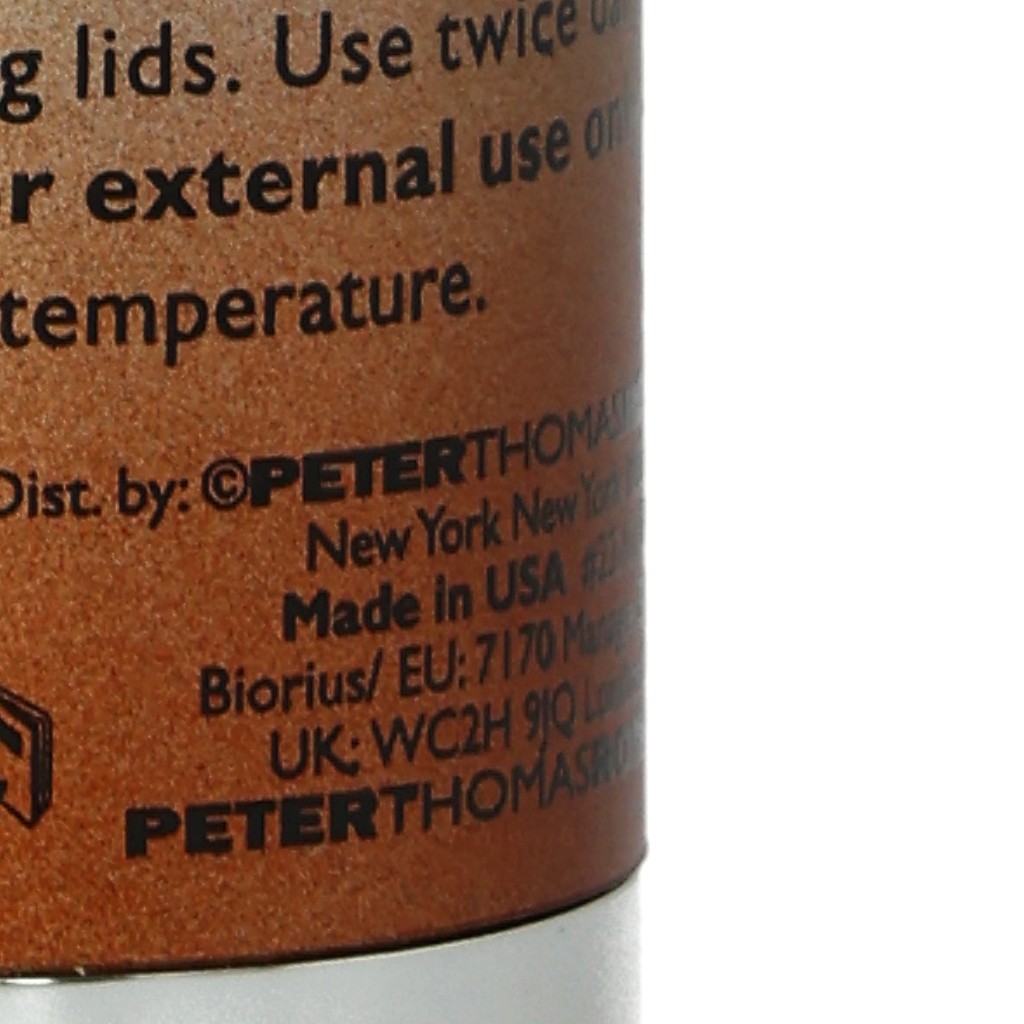 lids. Use twice
external use
temperature.
Dist. by: ©PETERTHOMAS
New York New York
Made in USA
Biorius/ EU: 7170
UK: WC2H 9JQ
PETERTHOMASROTH